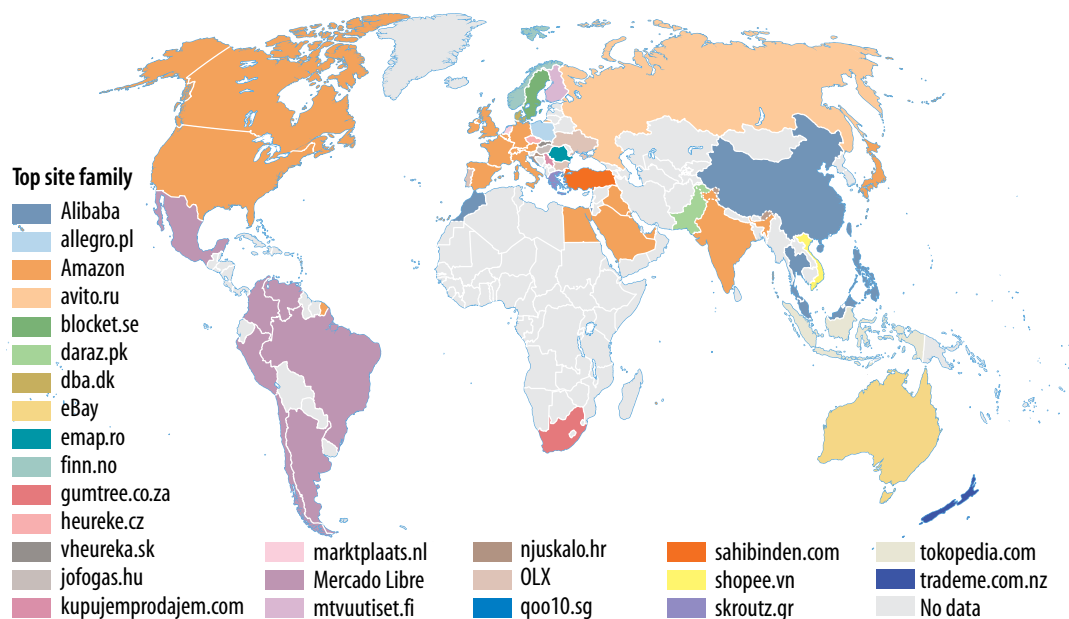 Top site family
Alibaba
allegro.pl
Amazon
avito.ru
blocket.se
daraz.pk
dba.dk
eBay
emap.ro
finn.no
gumtree.co.za
heureke.cz
vheureka.sk
jofogas.hu
kupujemprodajem.com
marktplaats.nl
Mercado Libre
mtvuutiset.fi
njuskalo.hr
OLX
qoo10.sg
sahibinden.com
shopee.vn
skroutz.gr
tokopedia.com
trademe.com.nz
No data